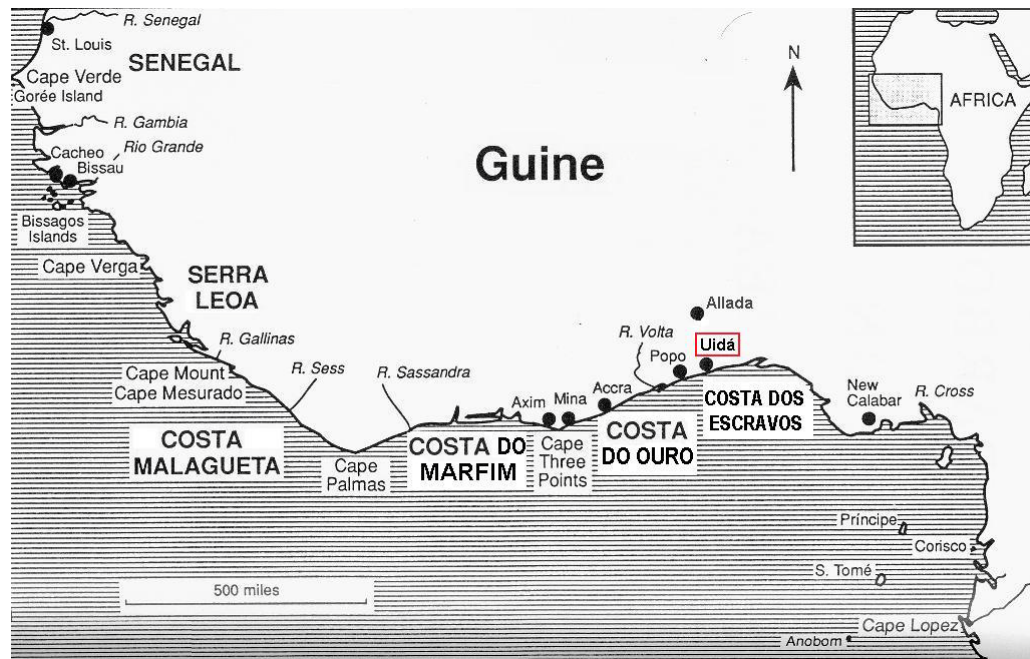 R. Senegal
St. Louis
SENEGAL
Cape Verde
Gorée Island
R. Gambia
Rio Grande
Cacheo
Bissau
Bissagos
Islands
Cape Verga
SERRA
LEOA
R. Gallinas
Cape Mount
Cape Mesurado
R. Sess
COSTA
MALAGUETA
Cape
Palmas
R. Sassandra
COSTA DO
MARFIM
Guine
N
AFRICA
Axim
Mina
Cape
Three
Points
Accra
COSTA
DO OURO
R. Volta
Popo
Allada
Uidá
COSTA DOS
ESCRAVOS
New
Calabar
R. Cross
Príncipe
Corisco
S. Tomé
Cape Lopez
Anobom
500 miles